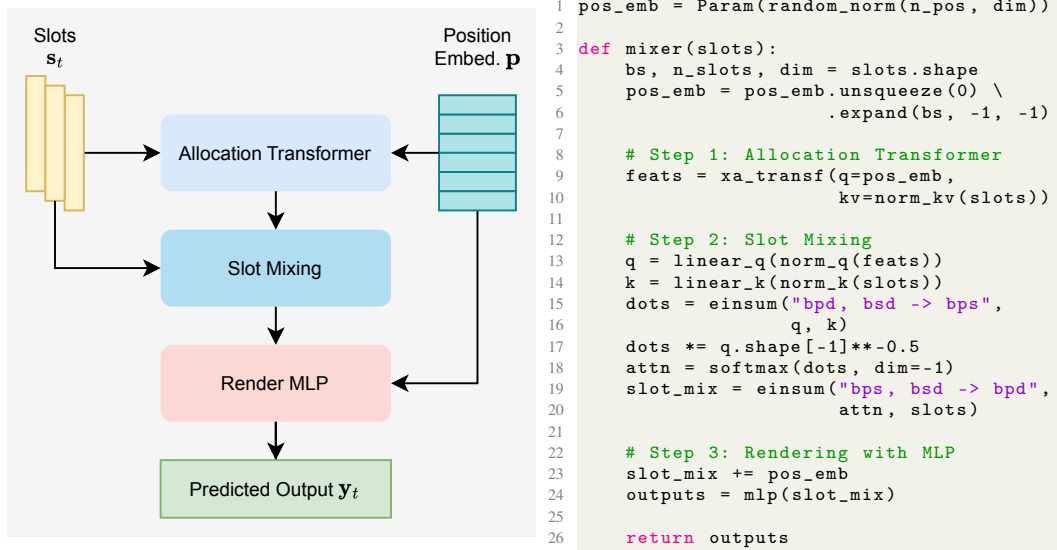 Slots
s_t
Position
Embed. p
Allocation Transformer
Slot Mixing
Render MLP
Predicted Output y_t
1 pos_emb = Param(random_norm(n_pos, dim))
2
3 def mixer(slots):
4     bs, n_slots, dim = slots.shape
5     pos_emb = pos_emb.unsqueeze(0) \
6                      .expand(bs, -1, -1)
7
8     # Step 1: Allocation Transformer
9     feats = xa_transf(q=pos_emb,
10                       kv=norm_kv(slots))
11
12     # Step 2: Slot Mixing
13     q = linear_q(norm_q(feats))
14     k = linear_k(norm_k(slots))
15     dots = einsum("bpd, bsd -> bps",
16                   q, k)
17     dots *= q.shape[-1]**-0.5
18     attn = softmax(dots, dim=-1)
19     slot_mix = einsum("bps, bsd -> bpd",
20                       attn, slots)
21
22     # Step 3: Rendering with MLP
23     slot_mix += pos_emb
24     outputs = mlp(slot_mix)
25
26     return outputs